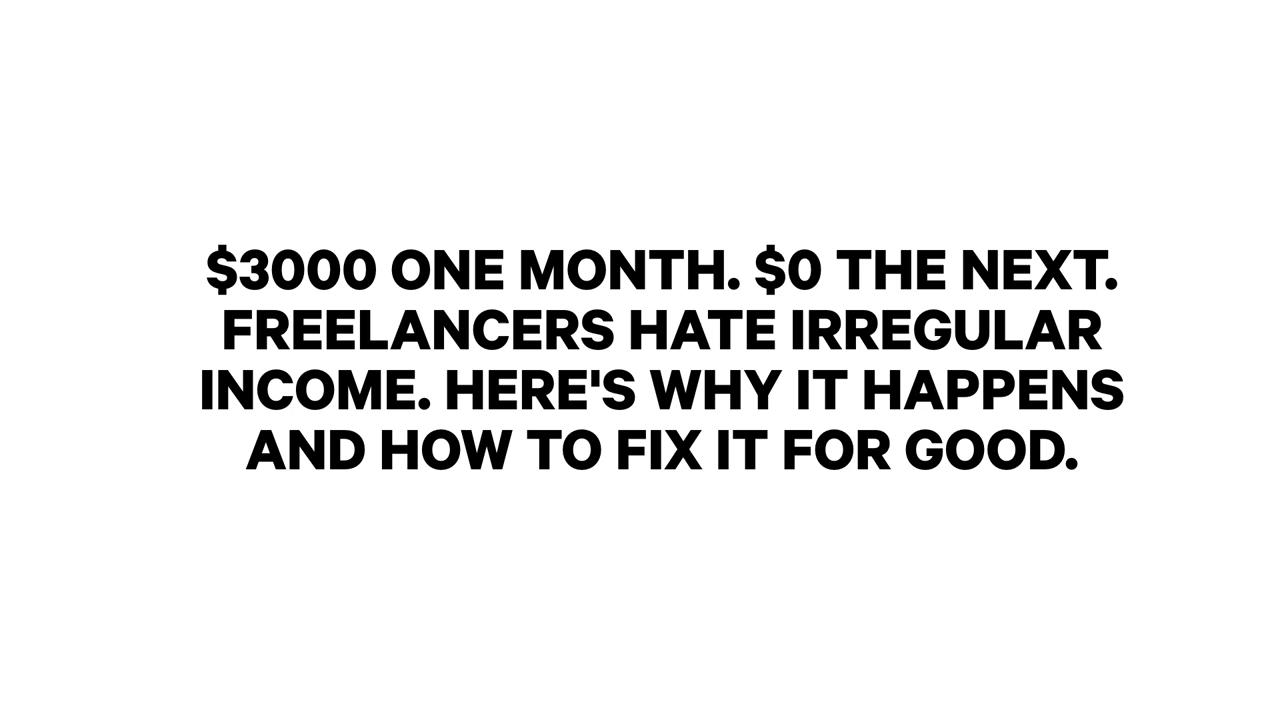 $3000 ONE MONTH. $0 THE NEXT.
FREELANCERS HATE IRREGULAR
INCOME. HERE'S WHY IT HAPPENS
AND HOW TO FIX IT FOR GOOD.